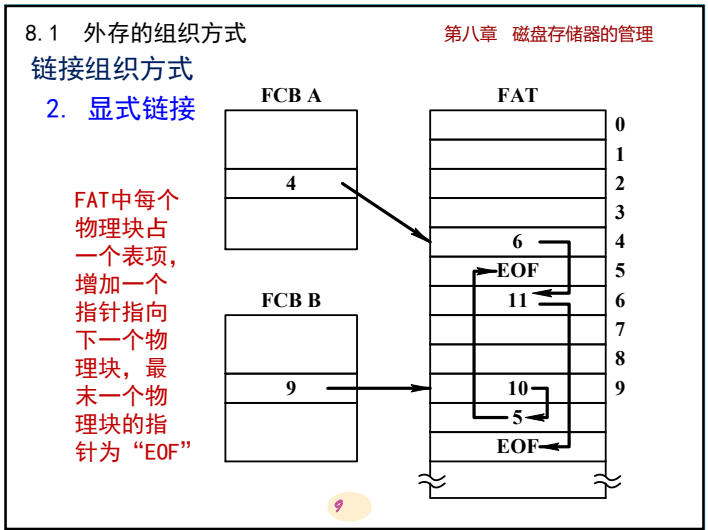 8.1 外存的组织方式
第八章 磁盘存储器的管理
链接组织方式
2. 显式链接
FAT中每个
物理块占
一个表项，
增加一个
指针指向
下一个物
理块，最
末一个物
理块的指
针为“EOF”
FCB A
4
FCB B
9
FAT
0
1
2
3
6 4
EOF 5
11 6
7
8
10 9
5
EOF
9